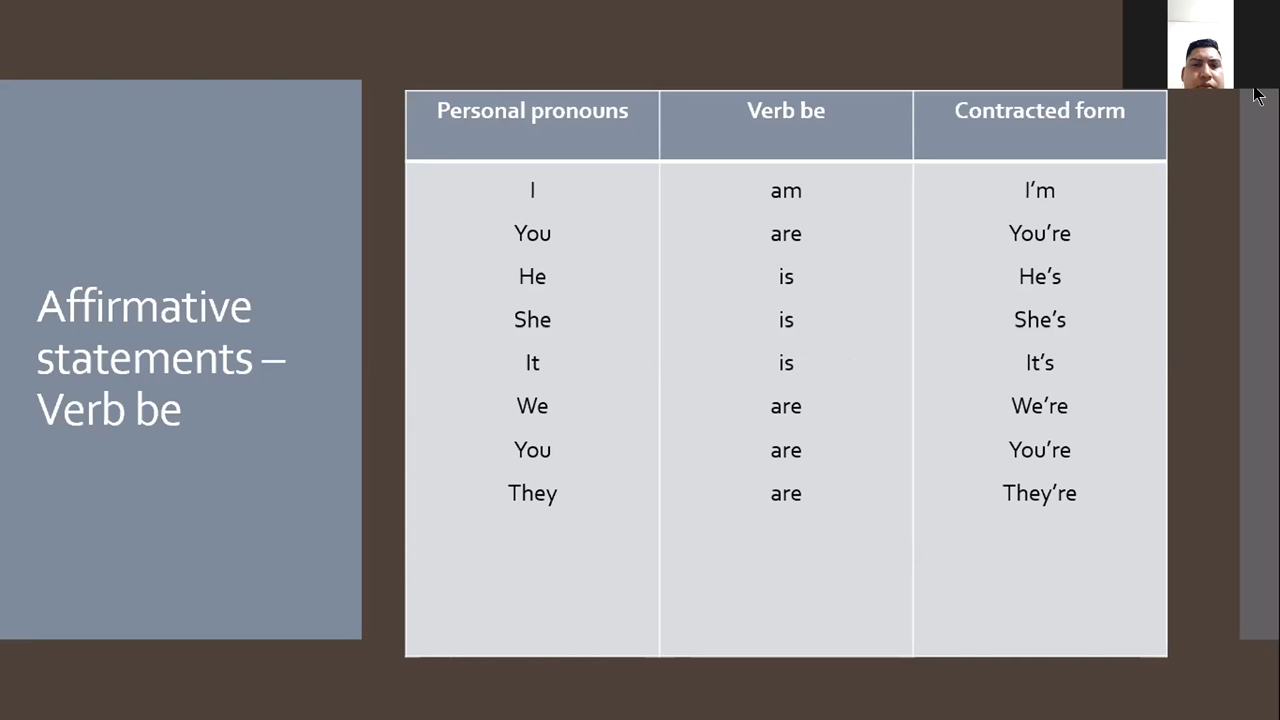 Affirmative
statements –
Verb be
Personal pronouns Verb be Contracted form
I am I’m
You are You’re
He is He’s
She is She’s
It is It’s
We are We’re
You are You’re
They are They’re